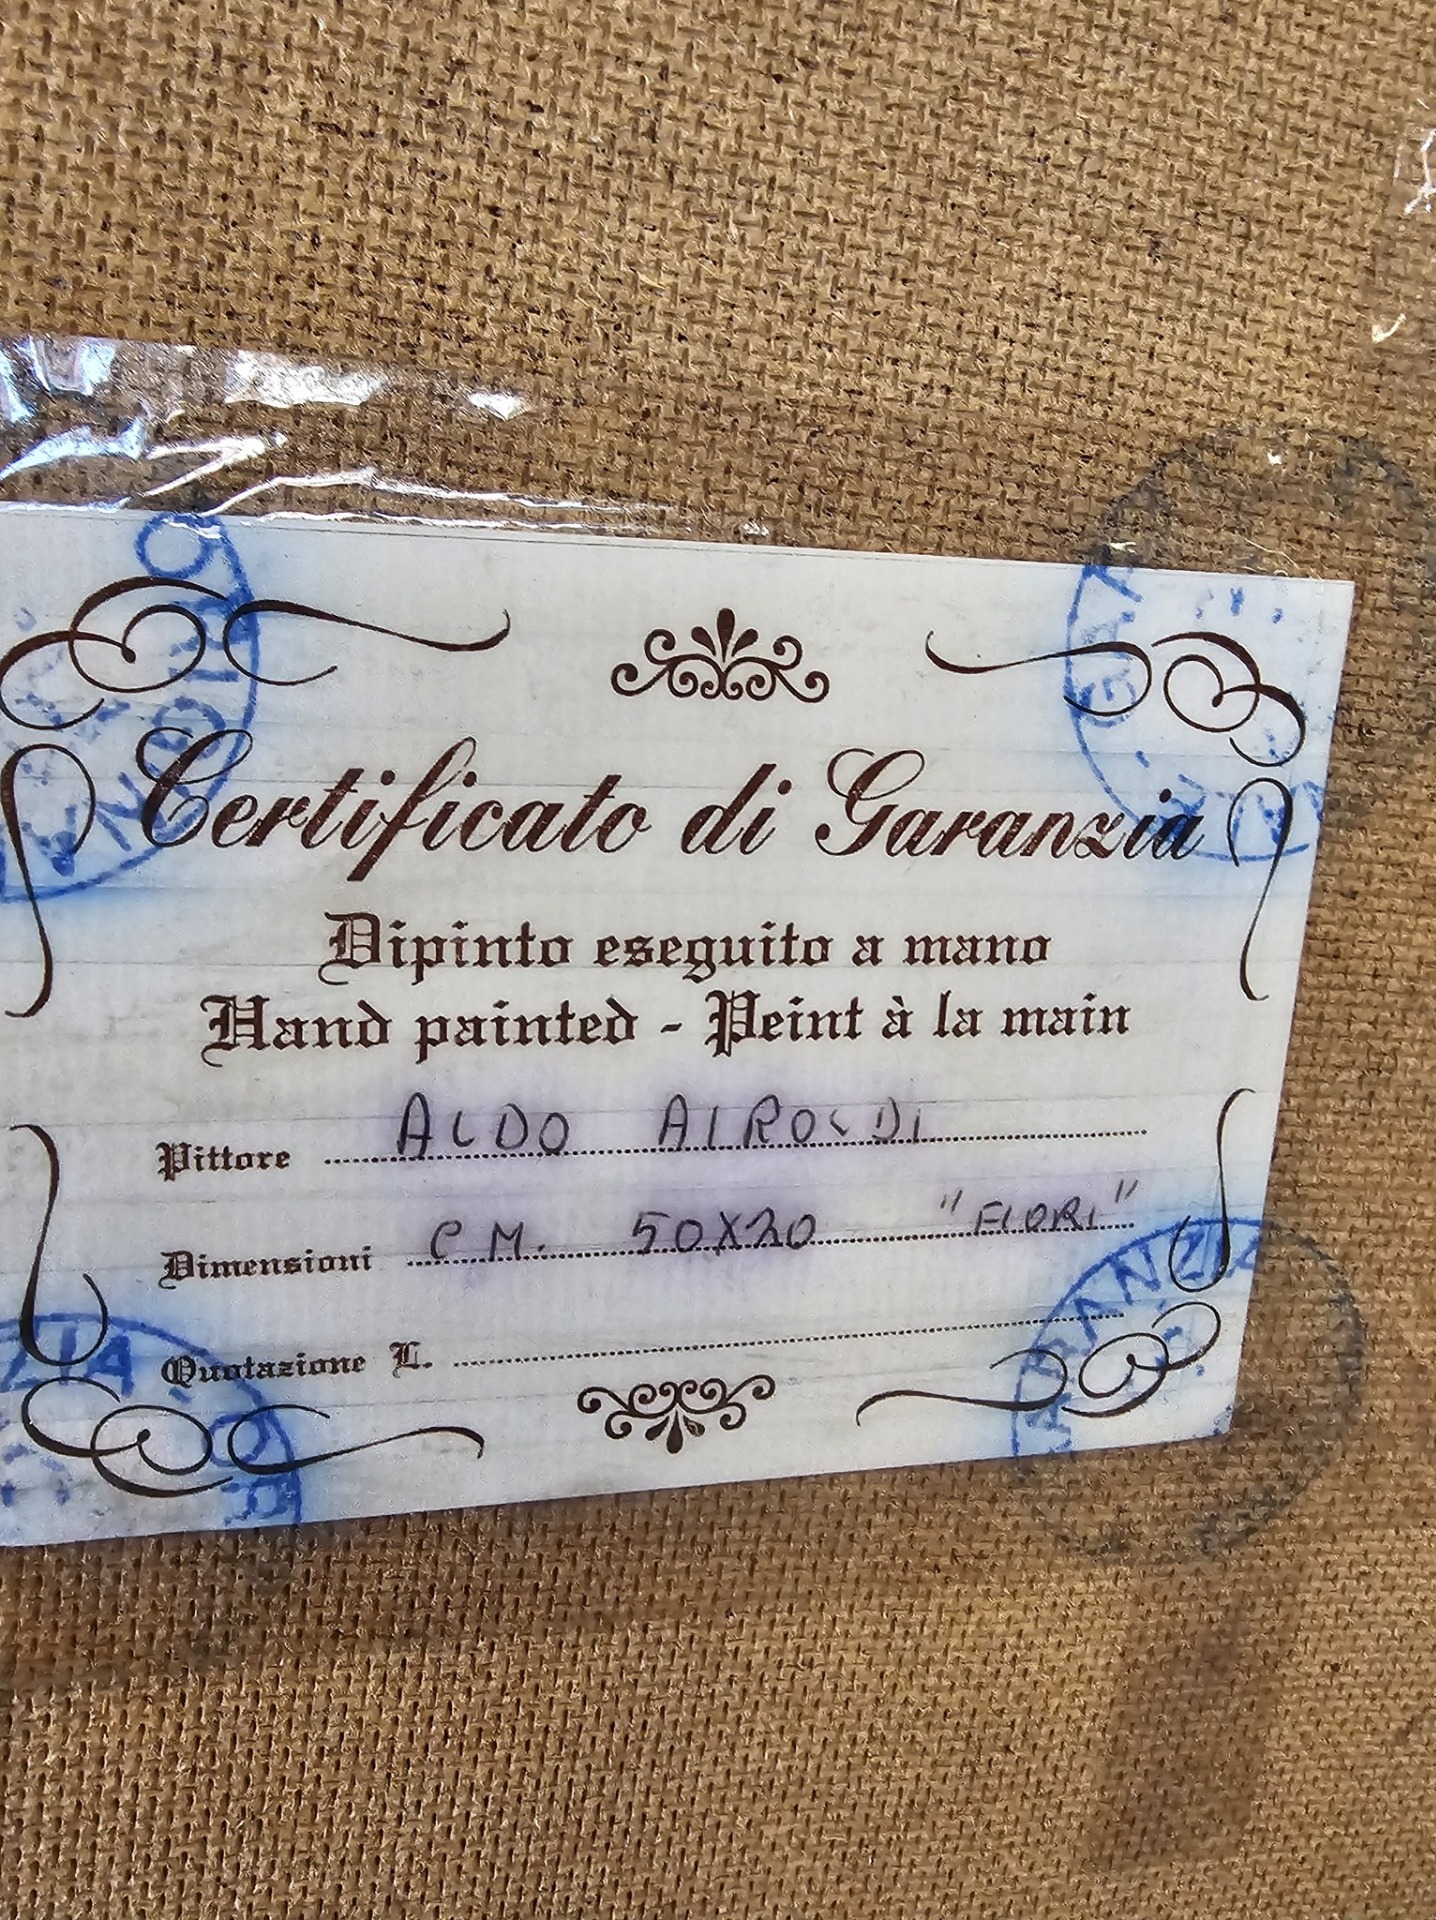 Certificato di Garanzia
Dipinto eseguito a mano
Hand painted - Peint à la main
Pittore ALDO AIROLDI
Dimensioni CM. 50X20 "FIORI"
Quotazione L.